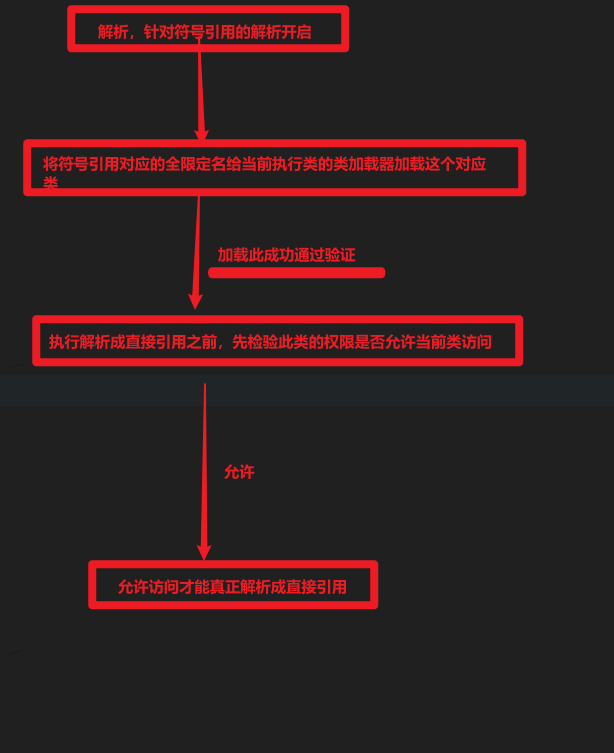 解析，针对符号引用的解析开启
将符号引用对应的全限定名给当前执行类的类加载器加载这个对应
类
加载此成功通过验证
执行解析成直接引用之前，先检验此类的权限是否允许当前类访问
允许
允许访问才能真正解析成直接引用